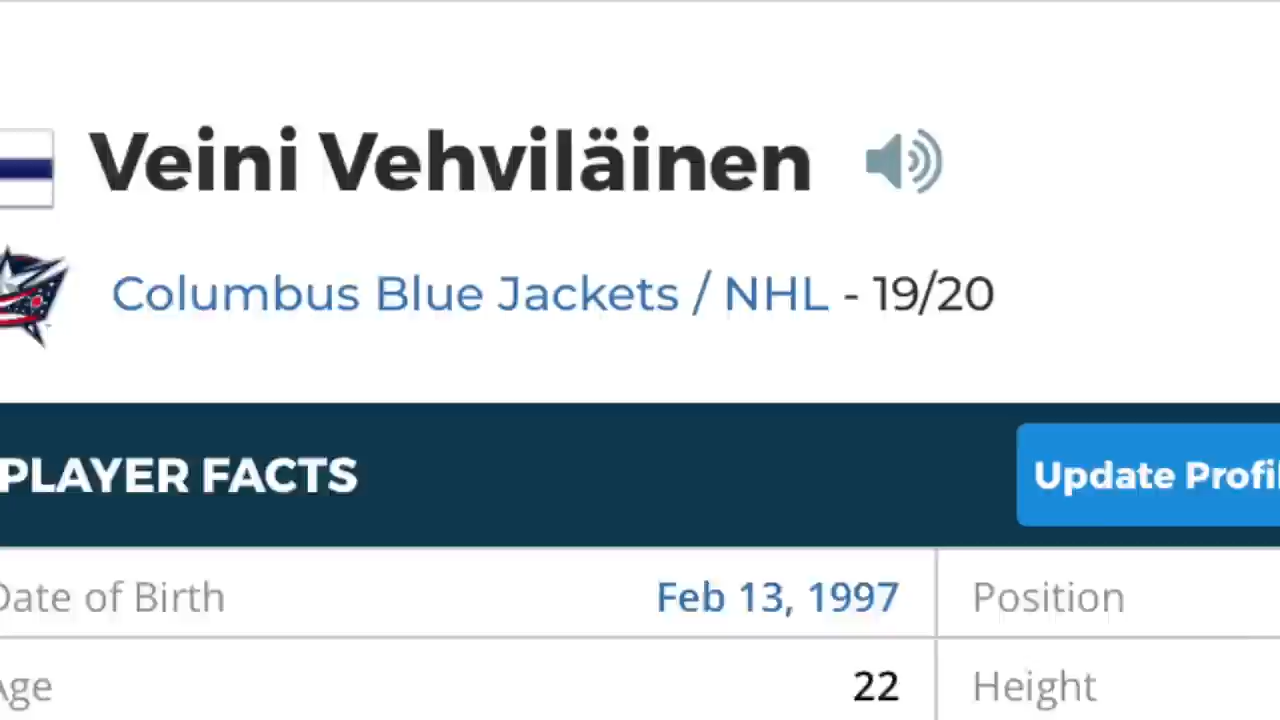 Veini Vehviläinen
Columbus Blue Jackets / NHL - 19/20
PLAYER FACTS
Update Profil
Date of Birth Feb 13, 1997 Position
Age 22 Height